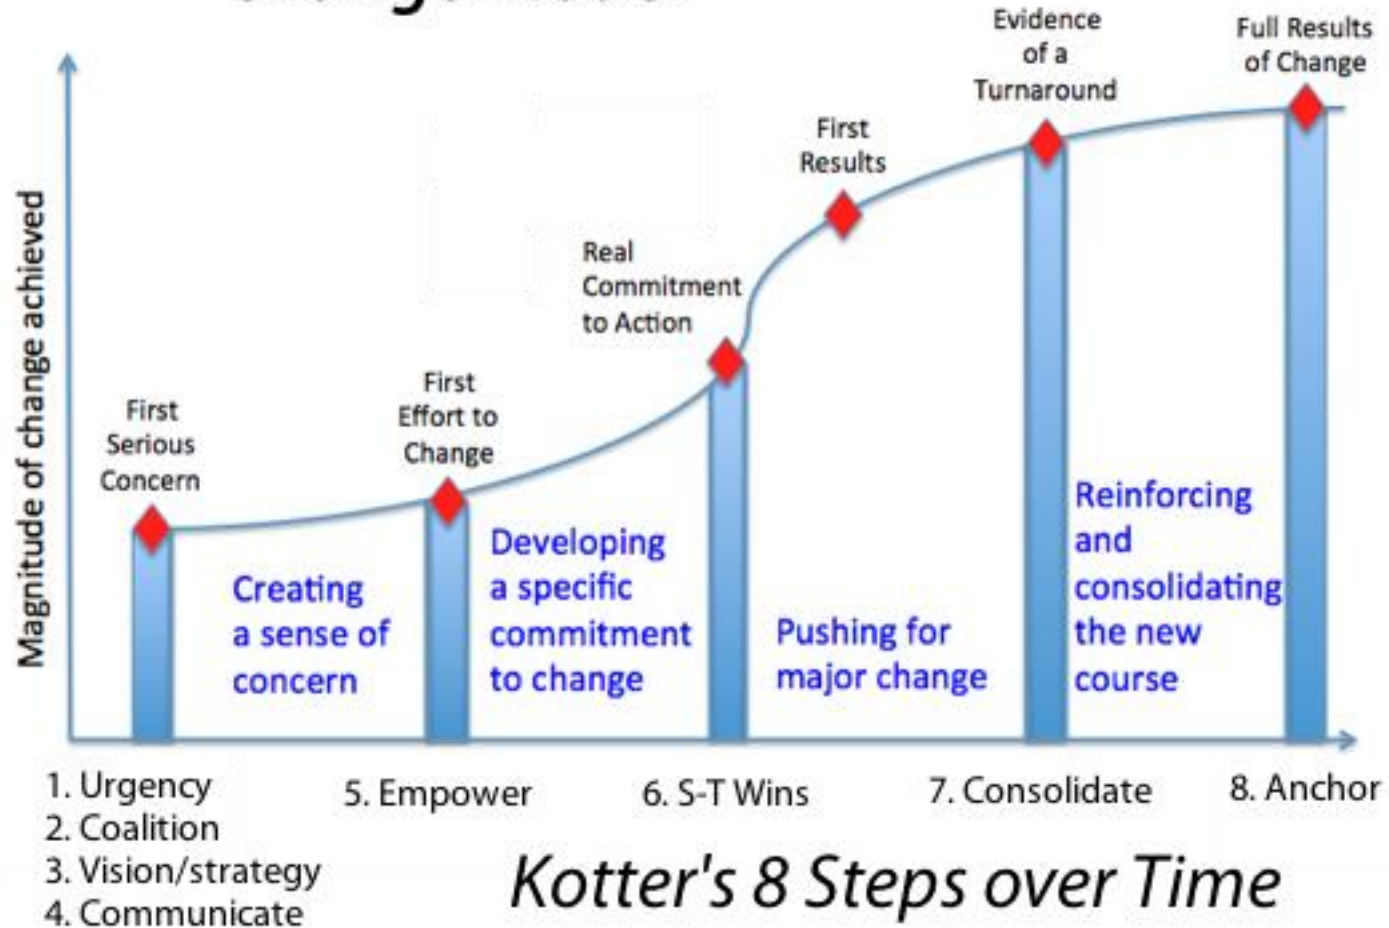 Evidence
of a
Turnaround
Full Results
of Change
First
Results
Real
Commitment
to Action
First
Effort to
Change
First
Serious
Concern
Magnitude of change achieved
Creating
a sense of
concern
Developing
a specific
commitment
to change
Pushing for
major change
Reinforcing
and
consolidating
the new
course
1. Urgency
2. Coalition
3. Vision/strategy
4. Communicate
5. Empower
6. S-T Wins
7. Consolidate
8. Anchor
Kotter's 8 Steps over Time